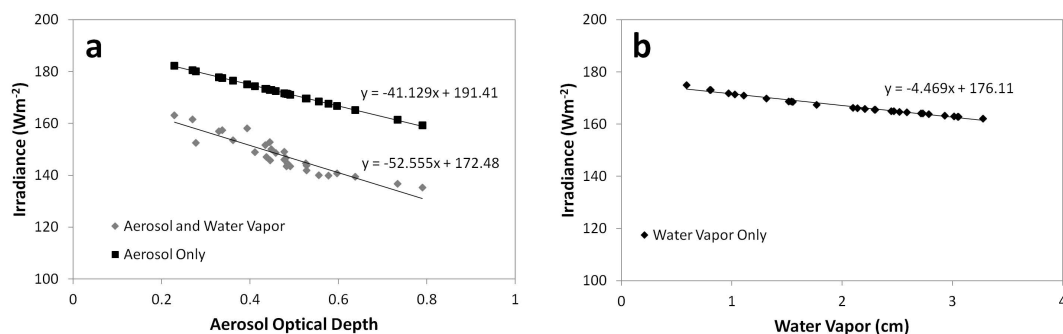 a
200
180
160
140
120
100
Irradiance (Wm-2)
y = -41.129x + 191.41
y = -52.555x + 172.48
Aerosol and Water Vapor
Aerosol Only
0
0.2
0.4
0.6
0.8
1
Aerosol Optical Depth
b
200
180
160
140
120
100
Irradiance (Wm-2)
y = -4.469x + 176.11
Water Vapor Only
0
1
2
3
4
Water Vapor (cm)